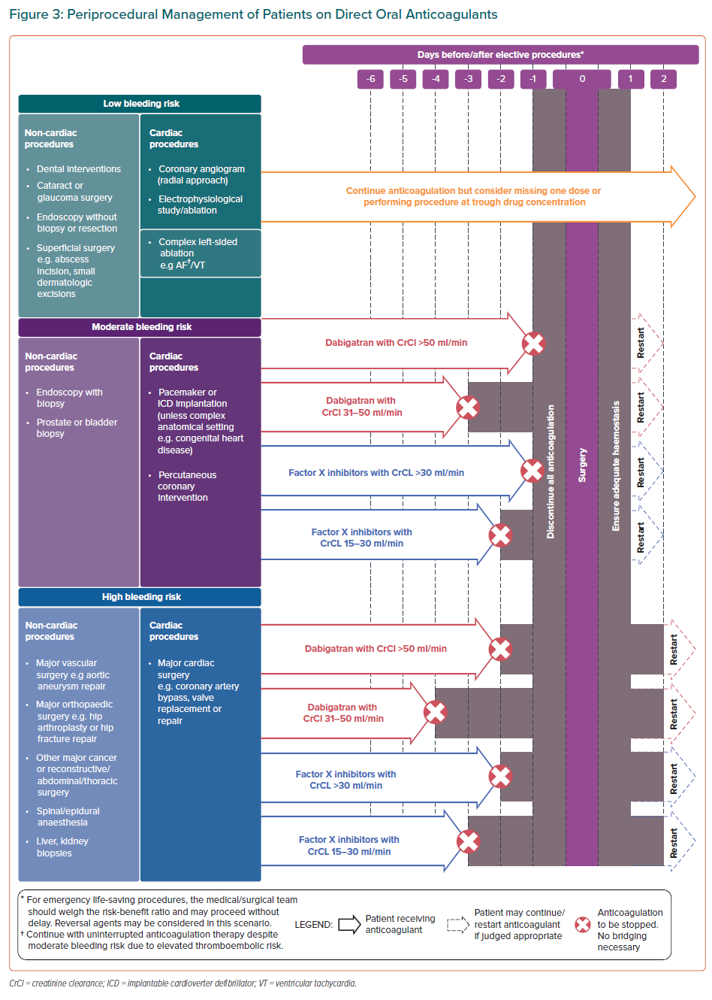 Figure 3: Periprocedural Management of Patients on Direct Oral Anticoagulants
Days before/after elective procedures*
-6 -5 -4 -3 -2 -1 0 1 2
Low bleeding risk
Non-cardiac
procedures
• Dental interventions
• Cataract or
glaucoma surgery
• Endoscopy without
biopsy or resection
• Superficial surgery
e.g. abscess
incision, small
dermatologic
excisions
Cardiac
procedures
• Coronary angiogram
(radial approach)
• Electrophysiological
study/ablation
• Complex left-sided
ablation
e.g AF‡/VT
Continue anticoagulation but consider missing one dose or
performing procedure at trough drug concentration
Moderate bleeding risk
Non-cardiac
procedures
• Endoscopy with
biopsy
• Prostate or bladder
biopsy
Cardiac
procedures
• Pacemaker or
ICD implantation
(unless complex
anatomical setting
e.g. congenital heart
disease)
• Percutaneous
coronary
intervention
Dabigatran with CrCl >50 ml/min
Restart
Dabigatran with
CrCl 31–50 ml/min
Restart
Factor X inhibitors with CrCL >30 ml/min
Restart
Factor X inhibitors with
CrCL 15–30 ml/min
Restart
Discontinue all anticoagulation
Surgery
Ensure adequate haemostasis
High bleeding risk
Non-cardiac
procedures
• Major vascular
surgery e.g aortic
aneurysm repair
• Major orthopaedic
surgery e.g. hip
arthroplasty or hip
fracture repair
• Other major cancer
or reconstructive/
abdominal/thoracic
surgery
• Spinal/epidural
anaesthesia
• Liver, kidney
biopsies
Cardiac
procedures
• Major cardiac
surgery
e.g. coronary artery
bypass, valve
replacement or
repair
Dabigatran with CrCl >50 ml/min
Restart
Dabigatran with
CrCl 31–50 ml/min
Restart
Factor X inhibitors with
CrCL >30 ml/min
Restart
Factor X inhibitors with
CrCL 15–30 ml/min
Restart
* For emergency life-saving procedures, the medical/surgical team
should weigh the risk-benefit ratio and may proceed without
delay. Reversal agents may be considered in this scenario.
† Continue with uninterrupted anticoagulation therapy despite
moderate bleeding risk due to elevated thromboembolic risk.
LEGEND:
Patient receiving
anticoagulant
Patient may continue/
restart anticoagulant
if judged appropriate
Anticoagulation
to be stopped.
No bridging
necessary
CrCl = creatinine clearance; ICD = implantable cardioverter defibrillator; VT = ventricular tachycardia.